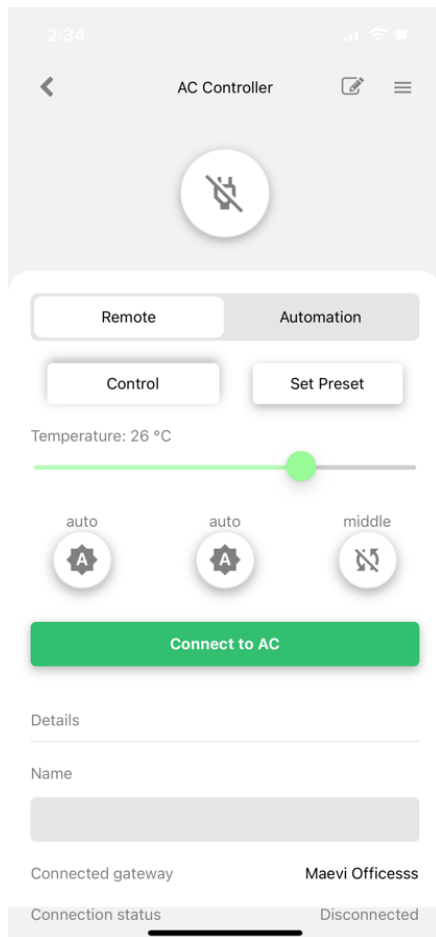 2:34
AC Controller
Remote Automation
Control Set Preset
Temperature: 26 °C
auto auto middle
A A
Connect to AC
Details
Name
Connected gateway Maevi Officesss
Connection status Disconnected